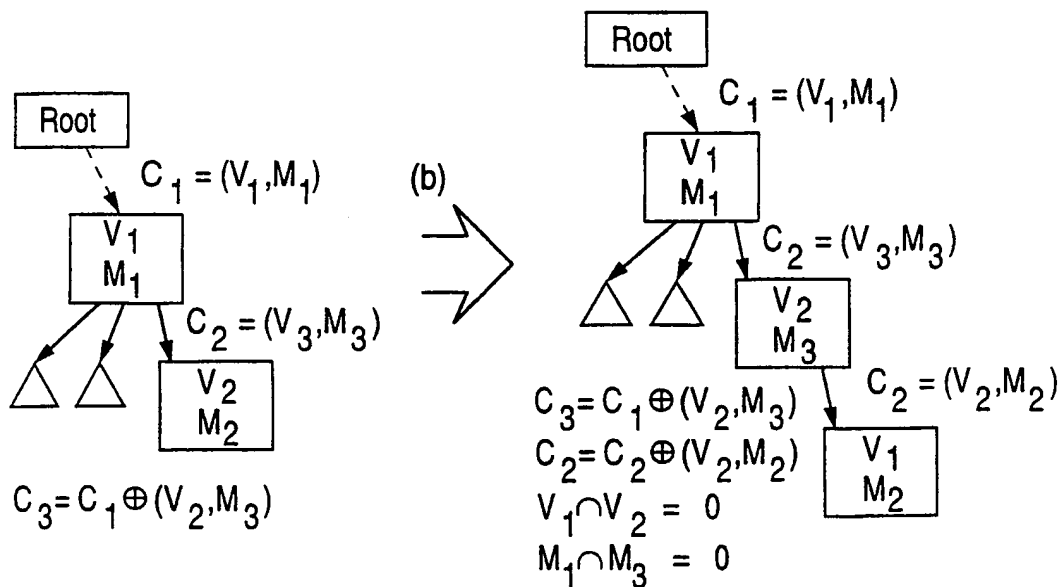 Root
C₁ = (V₁,M₁)
V₁
M₁
C₂ = (V₃,M₃)
V₂
M₂
C₃= C₁ ⊕ (V₂,M₃)
(b)
Root
C₁ = (V₁,M₁)
V₁
M₁
C₂ = (V₃,M₃)
V₂
M₃
C₂ = (V₂,M₂)
V₁
M₂
C₃= C₁ ⊕ (V₂,M₃)
C₂= C₂ ⊕ (V₂,M₂)
V₁∩V₂ = 0
M₁∩M₃ = 0